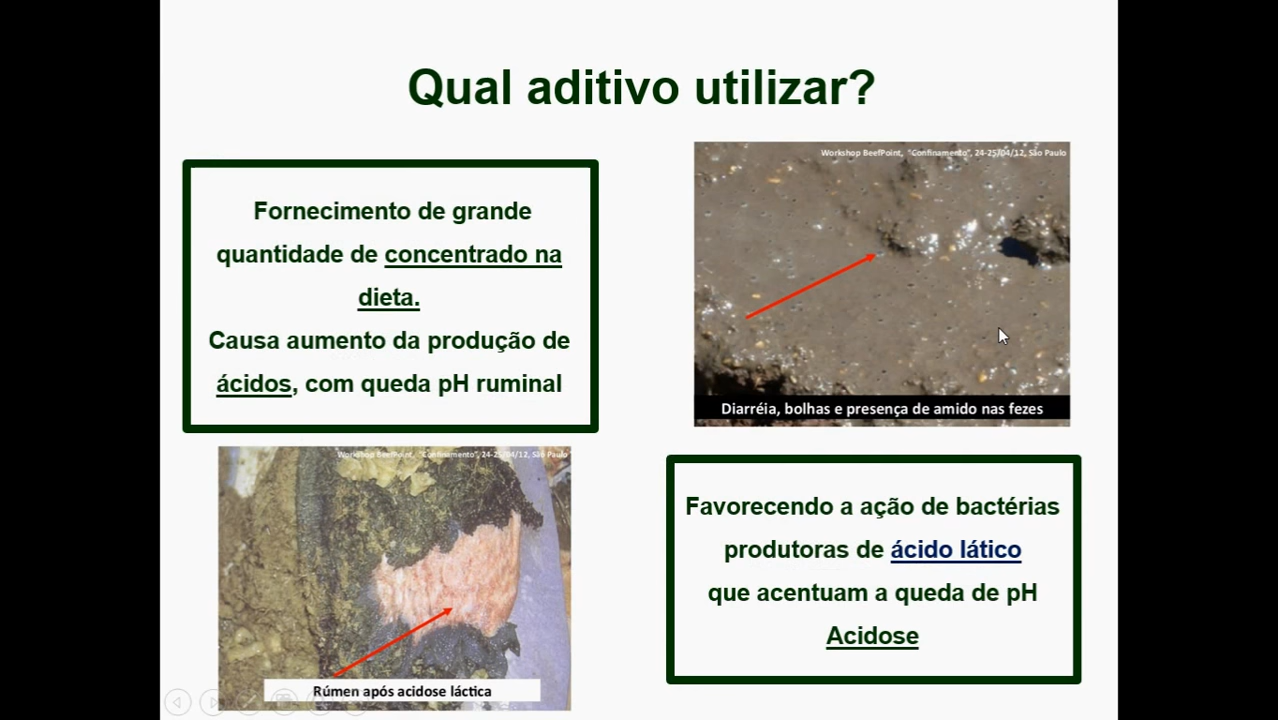 Qual aditivo utilizar?
Fornecimento de grande
quantidade de concentrado na
dieta.
Causa aumento da produção de
ácidos, com queda pH ruminal
Workshop BeefPoint, "Confinamento", 24-25/04/12, São Paulo
Diarréia, bolhas e presença de amido nas fezes
Workshop BeefPoint, "Confinamento", 24-25/04/12, São Paulo
Rúmen após acidose láctica
Favorecendo a ação de bactérias
produtoras de ácido lático
que acentuam a queda de pH
Acidose